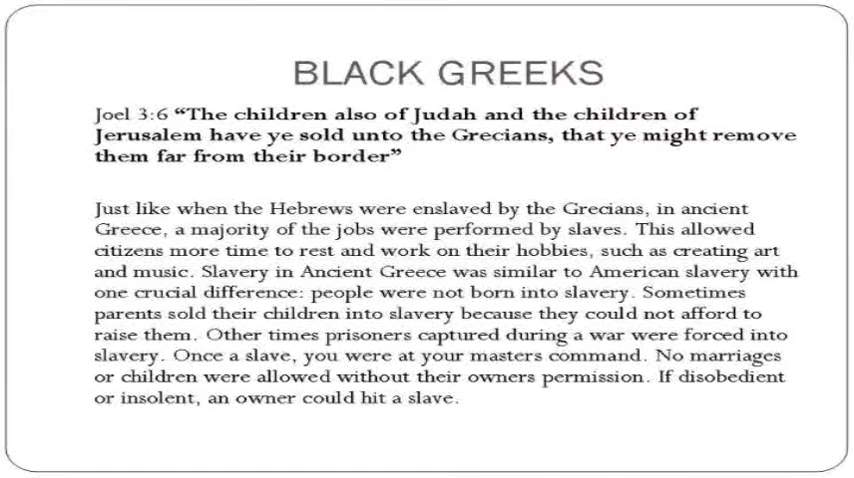 BLACK GREEKS
Joel 3:6 “The children also of Judah and the children of
Jerusalem have ye sold unto the Grecians, that ye might remove
them far from their border”
Just like when the Hebrews were enslaved by the Grecians, in ancient
Greece, a majority of the jobs were performed by slaves. This allowed
citizens more time to rest and work on their hobbies, such as creating art
and music. Slavery in Ancient Greece was similar to American slavery with
one crucial difference: people were not born into slavery. Sometimes
parents sold their children into slavery because they could not afford to
raise them. Other times prisoners captured during a war were forced into
slavery. Once a slave, you were at your masters command. No marriages
or children were allowed without their owners permission. If disobedient
or insolent, an owner could hit a slave.